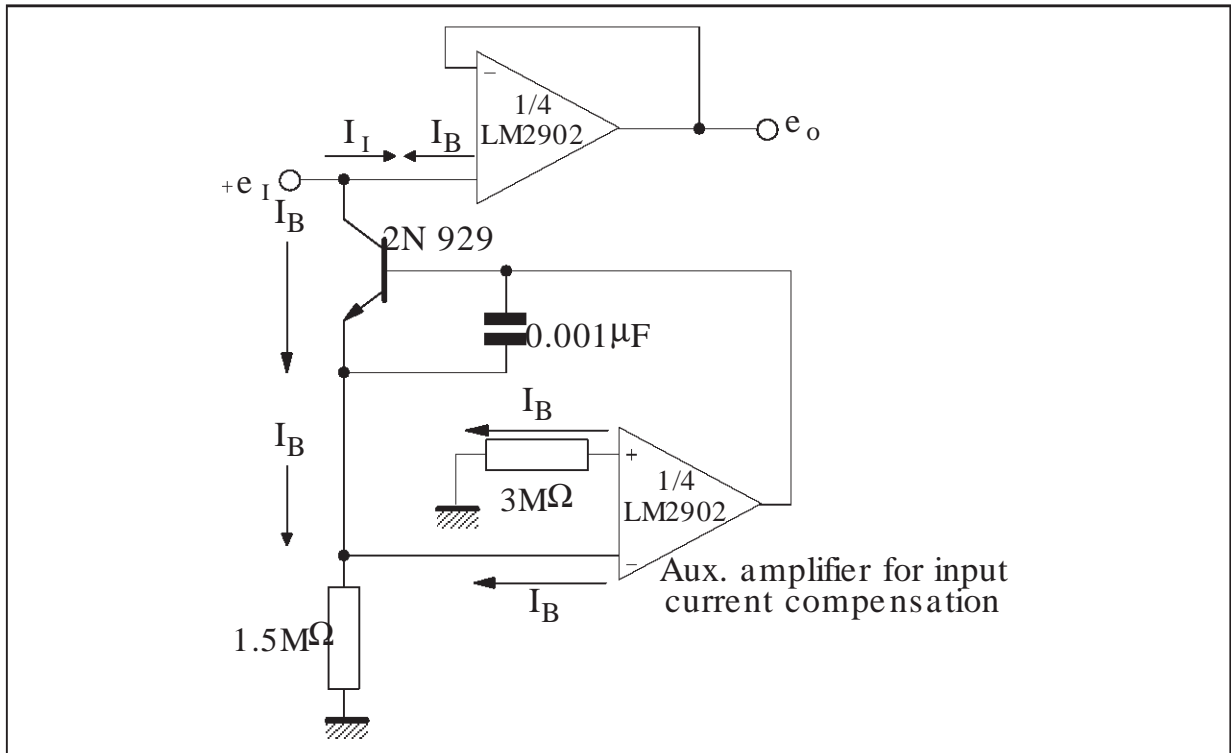 −
1/4
LM2902
e o
I I
I B
+e I
I B
2N 929
0.001µF
I B
I B
+
1/4
LM2902
3MΩ
−
I B
Aux. amplifier for input
current compensation
1.5MΩ